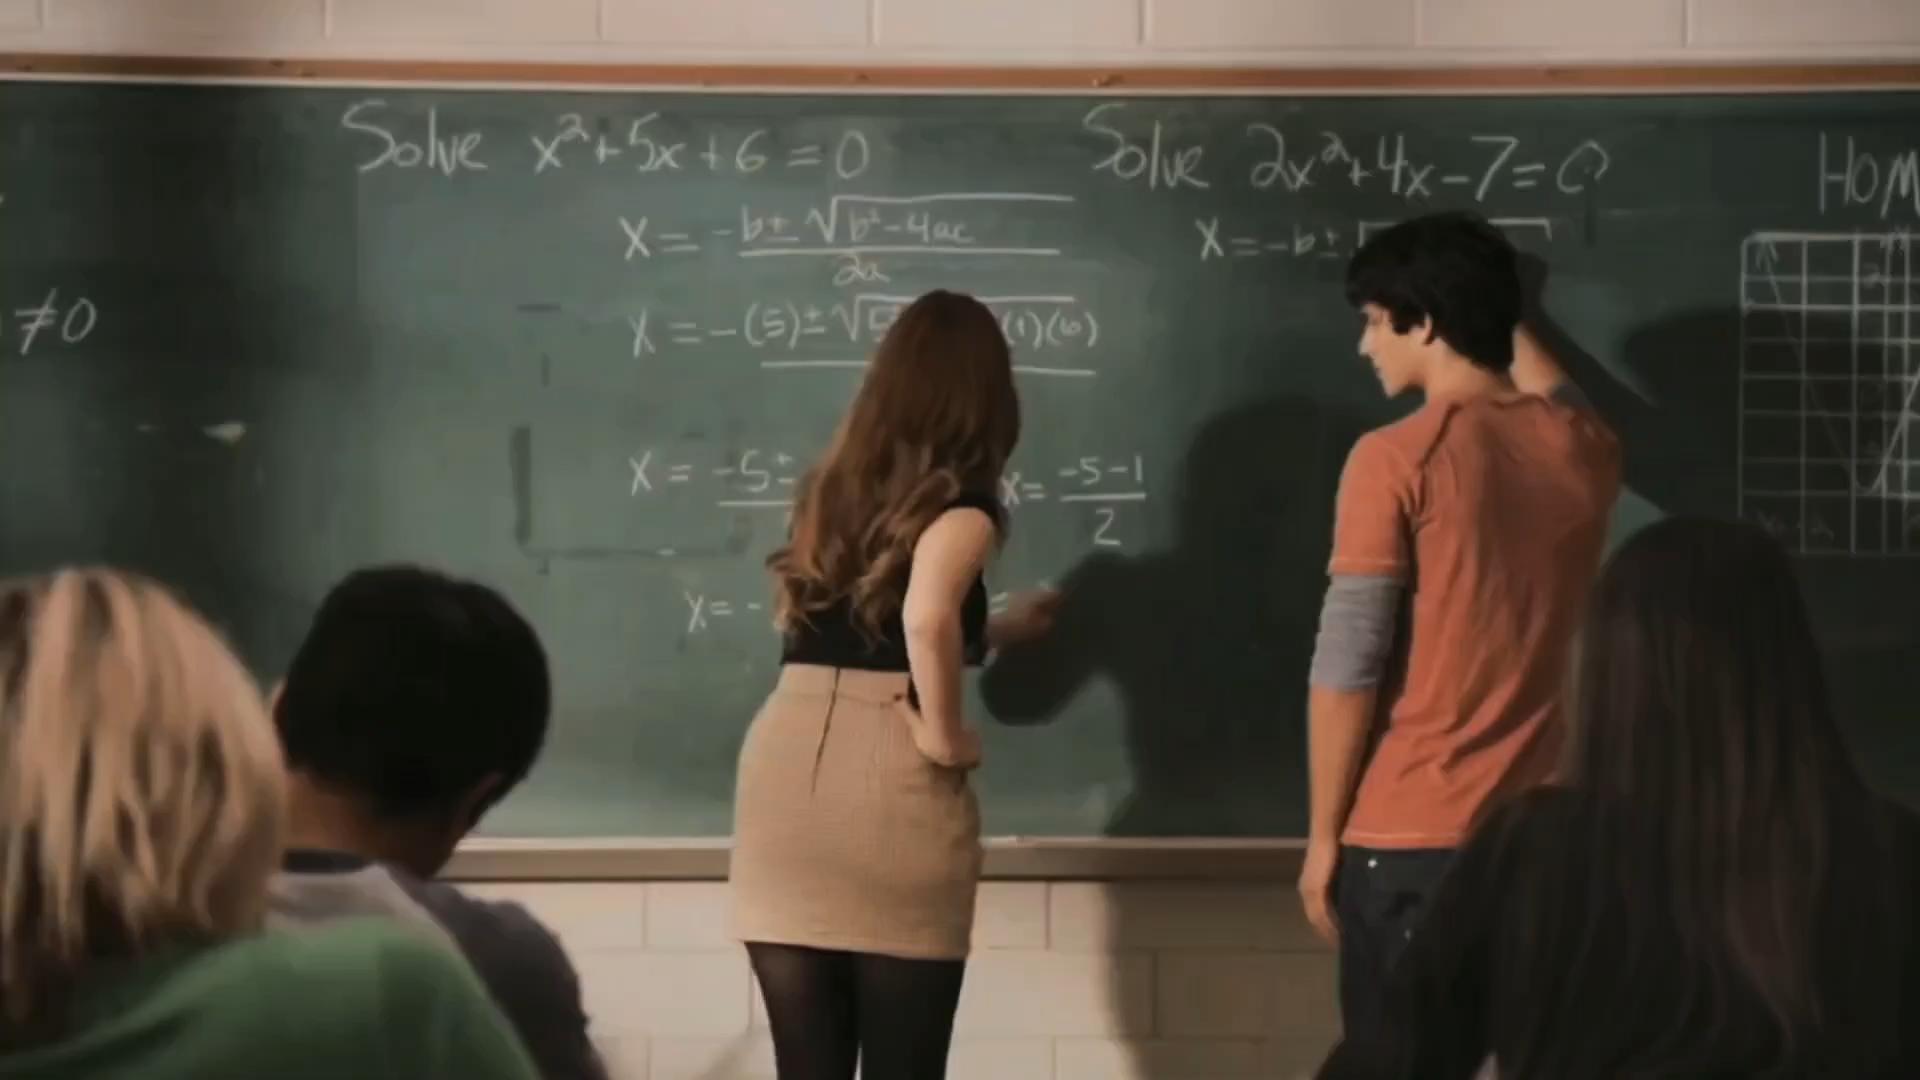 Solve x²+5x+6=0
x = -b± √b²-4ac
2a
x = -(5)±√5 (1)(6)
x = -5±
x= -5-1
2
x= -
=
Solve 2x²+4x-7=0
x=-b±
HOM
≠0